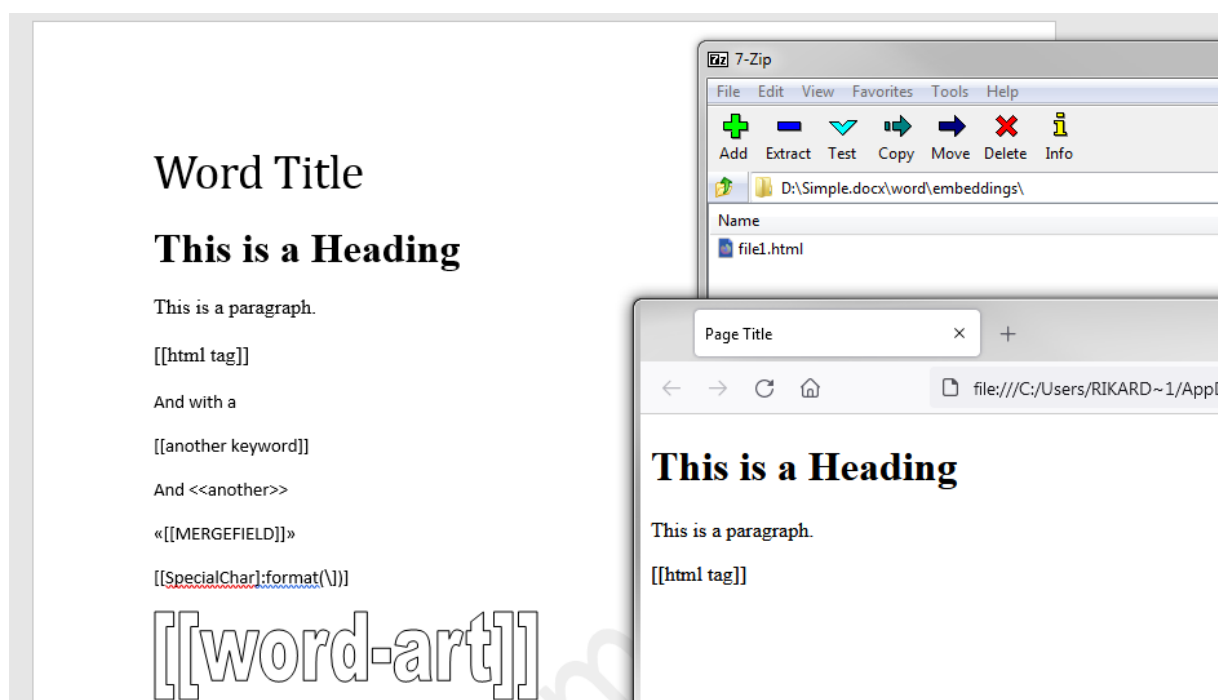 Word Title
This is a Heading
This is a paragraph.
[[html tag]]
And with a
[[another keyword]]
And <<another>>
«[[MERGEFIELD]]»
[[SpecialChar]:format(\])]
[[word-art]]
7-Zip
File Edit View Favorites Tools Help
Add Extract Test Copy Move Delete Info
D:\Simple.docx\word\embeddings\
Name
file1.html
Page Title
file:///C:/Users/RIKARD~1/AppD
This is a Heading
This is a paragraph.
[[html tag]]